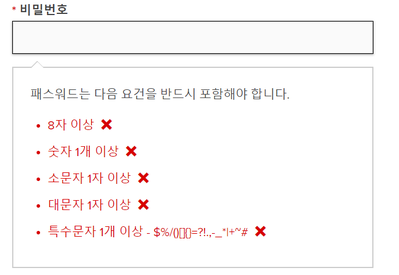 * 비밀번호
패스워드는 다음 요건을 반드시 포함해야 합니다.
• 8자 이상 ✖
• 숫자 1개 이상 ✖
• 소문자 1자 이상 ✖
• 대문자 1자 이상 ✖
• 특수문자 1개 이상 - $%/()[]{}=?!.,-_*|+~# ✖